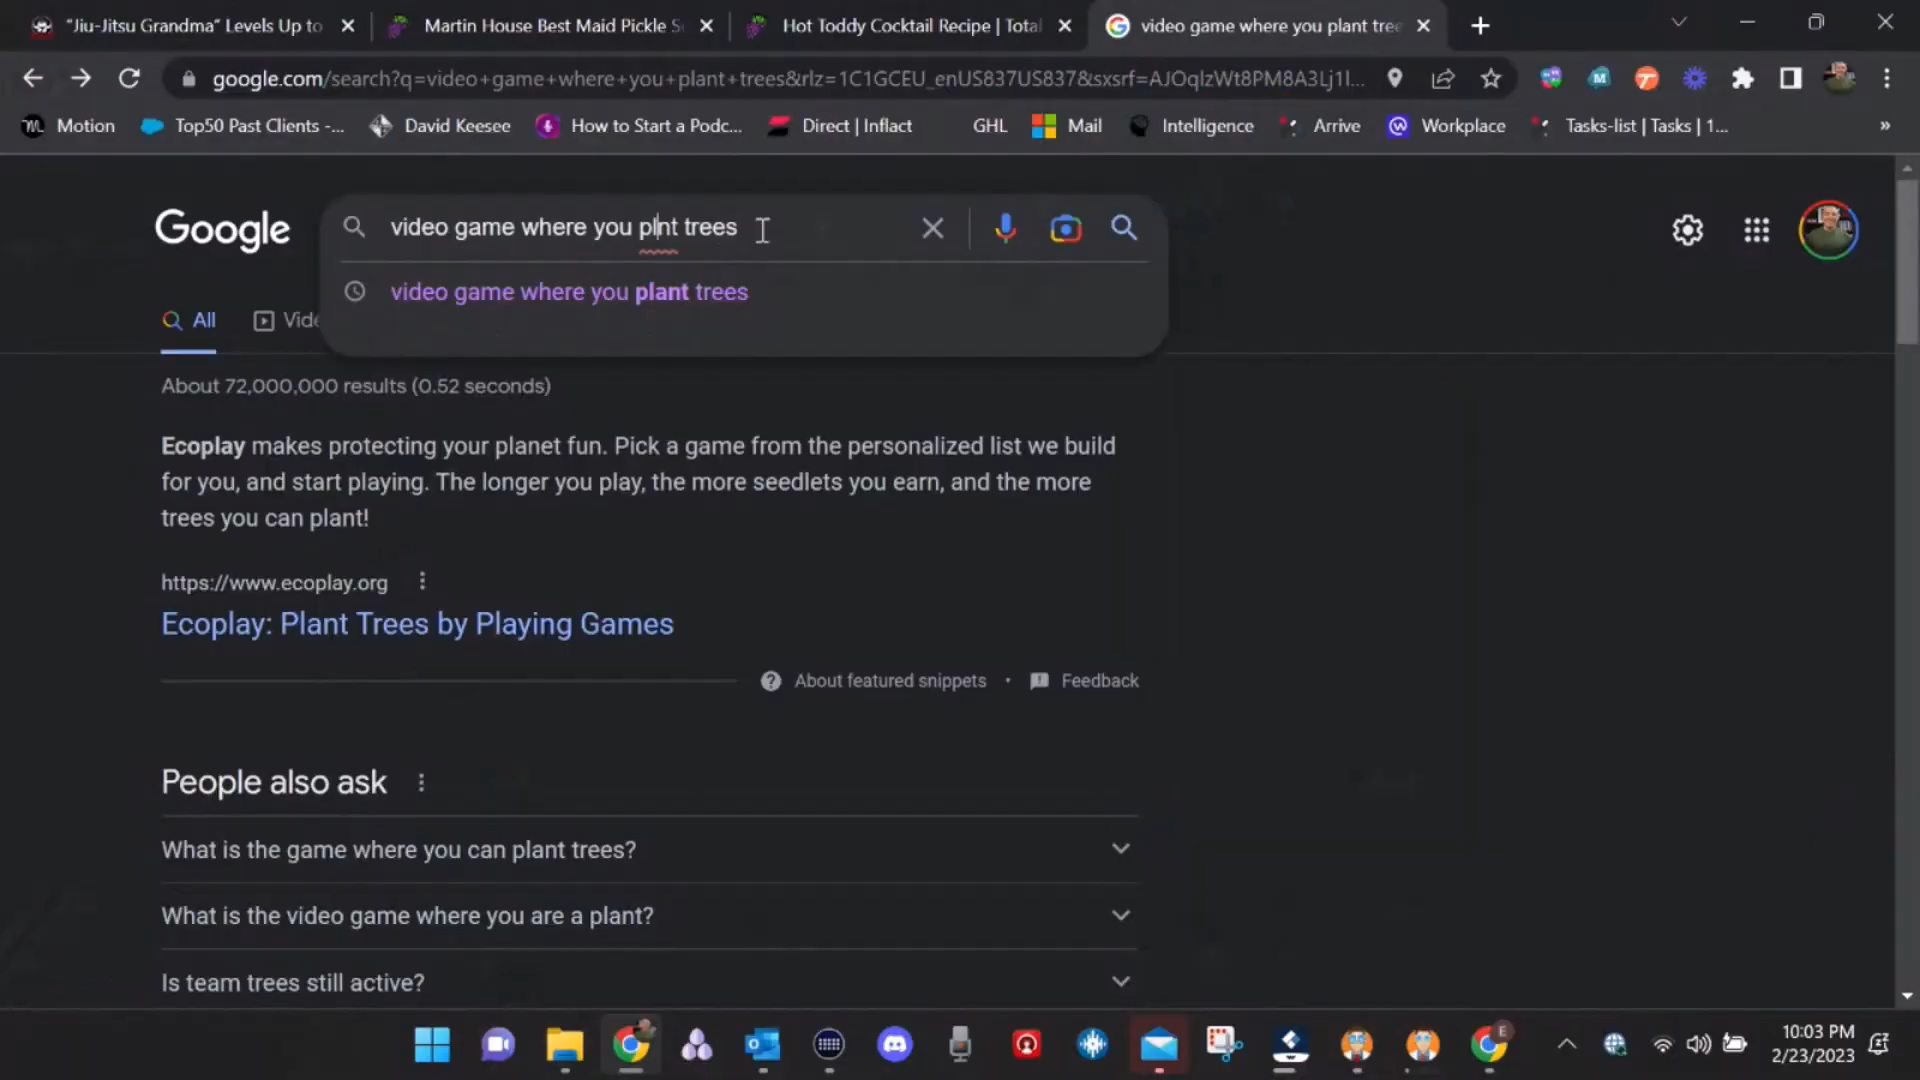 "Jiu-Jitsu Grandma" Levels Up to
Martin House Best Maid Pickle S
Hot Toddy Cocktail Recipe | Total
video game where you plant tree
google.com/search?q=video+game+where+you+plant+trees&rlz=1C1GCEU_enUS837US837&sxsrf=AJOqlzWt8PM8A3Lj1l...
Motion
Top50 Past Clients -...
David Keesee
How to Start a Podc...
Direct | Inflact
GHL
Mail
Intelligence
Arrive
Workplace
Tasks-list | Tasks | 1...
»
Google
video game where you plnt trees
video game where you plant trees
All
Vide
About 72,000,000 results (0.52 seconds)
Ecoplay makes protecting your planet fun. Pick a game from the personalized list we build
for you, and start playing. The longer you play, the more seedlets you earn, and the more
trees you can plant!
https://www.ecoplay.org
Ecoplay: Plant Trees by Playing Games
About featured snippets • Feedback
People also ask
What is the game where you can plant trees?
What is the video game where you are a plant?
Is team trees still active?
10:03 PM
2/23/2023